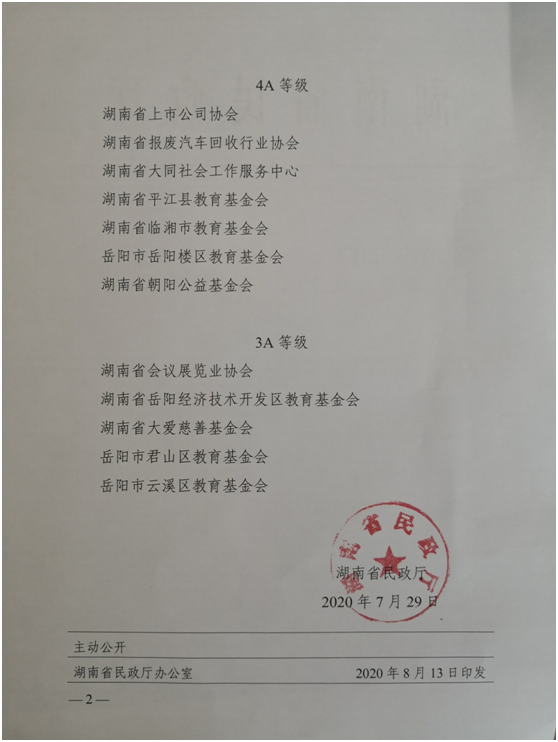 4A 等级
湖南省上市公司协会
湖南省报废汽车回收行业协会
湖南省大同社会工作服务中心
湖南省平江县教育基金会
湖南省临湘市教育基金会
岳阳市岳阳楼区教育基金会
湖南省朝阳公益基金会
3A 等级
湖南省会议展览业协会
湖南省岳阳经济技术开发区教育基金会
湖南省大爱慈善基金会
岳阳市君山区教育基金会
岳阳市云溪区教育基金会
湖南省民政厅
湖南省民政厅
2020 年 7 月 29 日
主动公开
湖南省民政厅办公室 2020 年 8 月 13 日印发
— 2 —